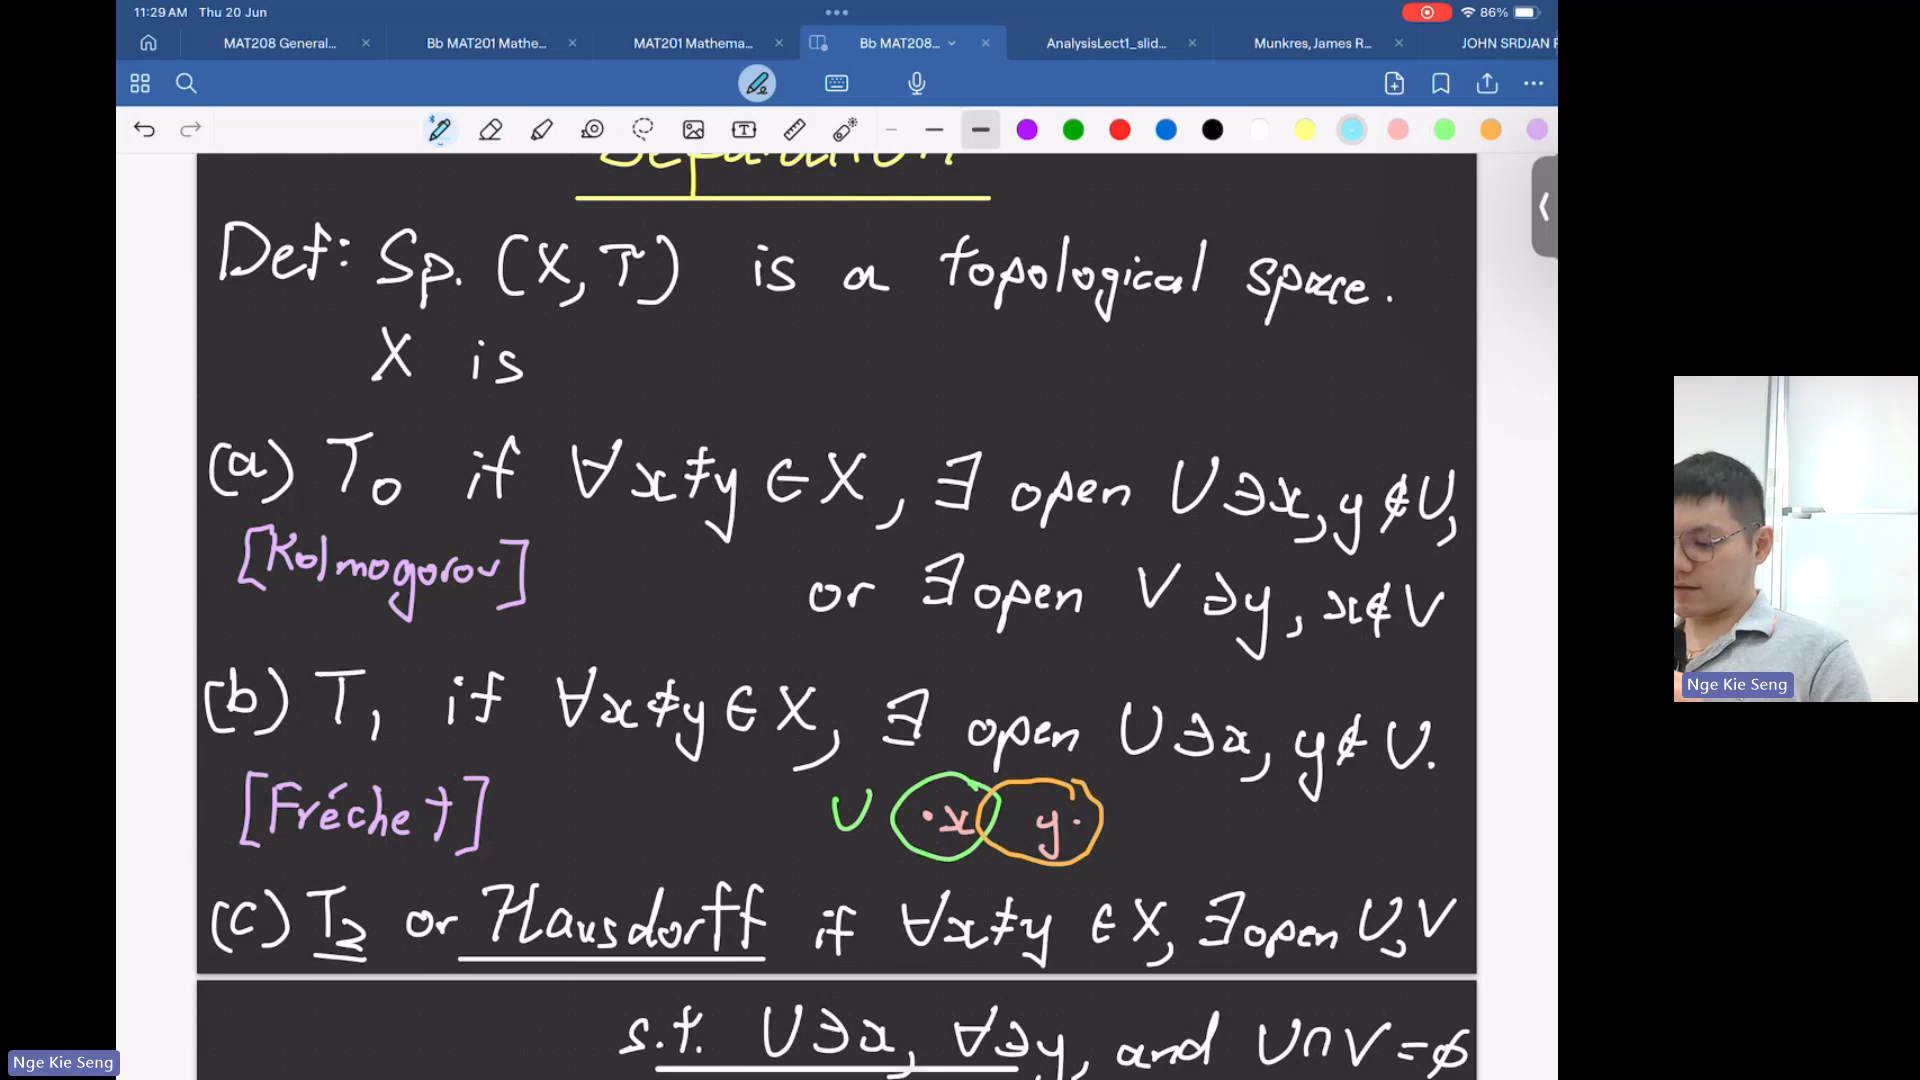 11:29 AM Thu 20 Jun
86%
MAT208 General...
Bb MAT201 Mathe...
MAT201 Mathema...
Bb MAT208...
AnalysisLect1_slid...
Munkres, James R...
JOHN SRDJAN P
Separation
Def: Sp. (X, T) is a topological space.
X is
(a) T₀ if ∀x≠y ∈ X, ∃ open U∋x, y∉U,
[Kolmogorov]
or ∃ open V∋y, x∉V
(b) T₁ if ∀x≠y ∈ X, ∃ open U∋x, y∉U.
[Fréchet]
U ·x y·
(c) T₂ or Hausdorff if ∀x≠y ∈ X, ∃ open U, V
s.t. U∋x, ∀∋y, and U∩V=∅
Nge Kie Seng
Nge Kie Seng